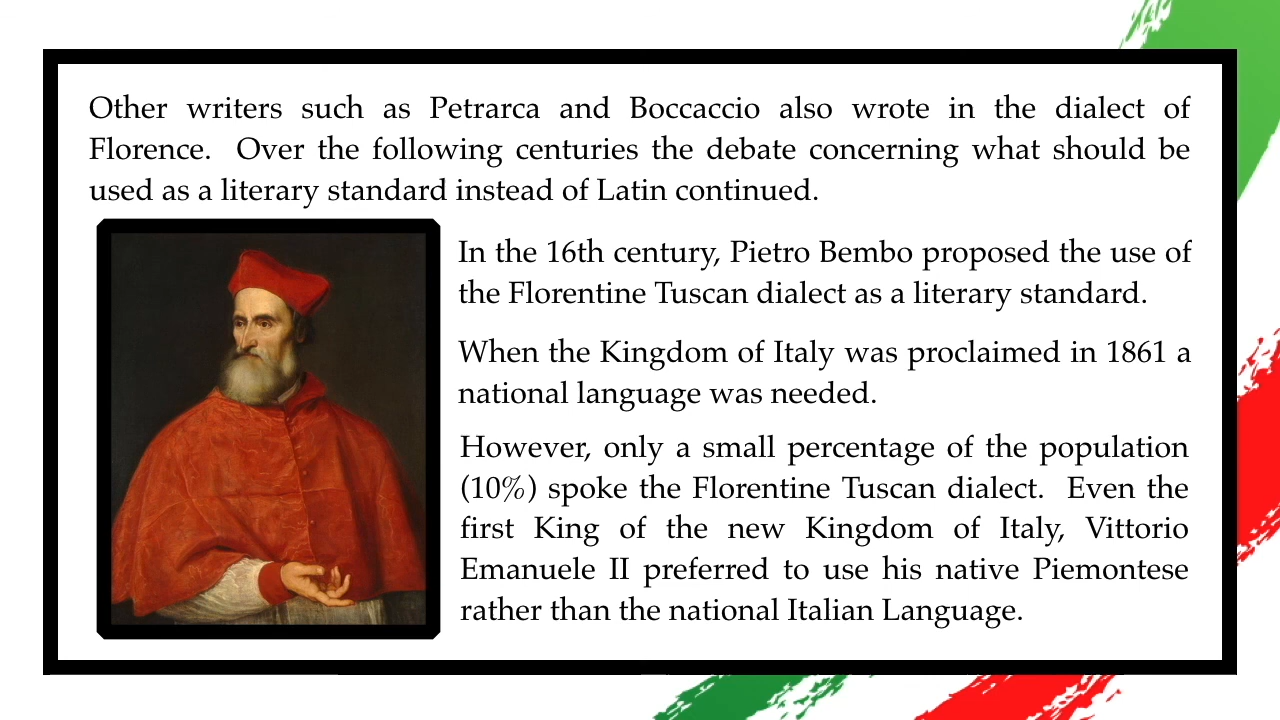 Other writers such as Petrarca and Boccaccio also wrote in the dialect of
Florence. Over the following centuries the debate concerning what should be
used as a literary standard instead of Latin continued.
In the 16th century, Pietro Bembo proposed the use of
the Florentine Tuscan dialect as a literary standard.
When the Kingdom of Italy was proclaimed in 1861 a
national language was needed.
However, only a small percentage of the population
(10%) spoke the Florentine Tuscan dialect. Even the
first King of the new Kingdom of Italy, Vittorio
Emanuele II preferred to use his native Piemontese
rather than the national Italian Language.